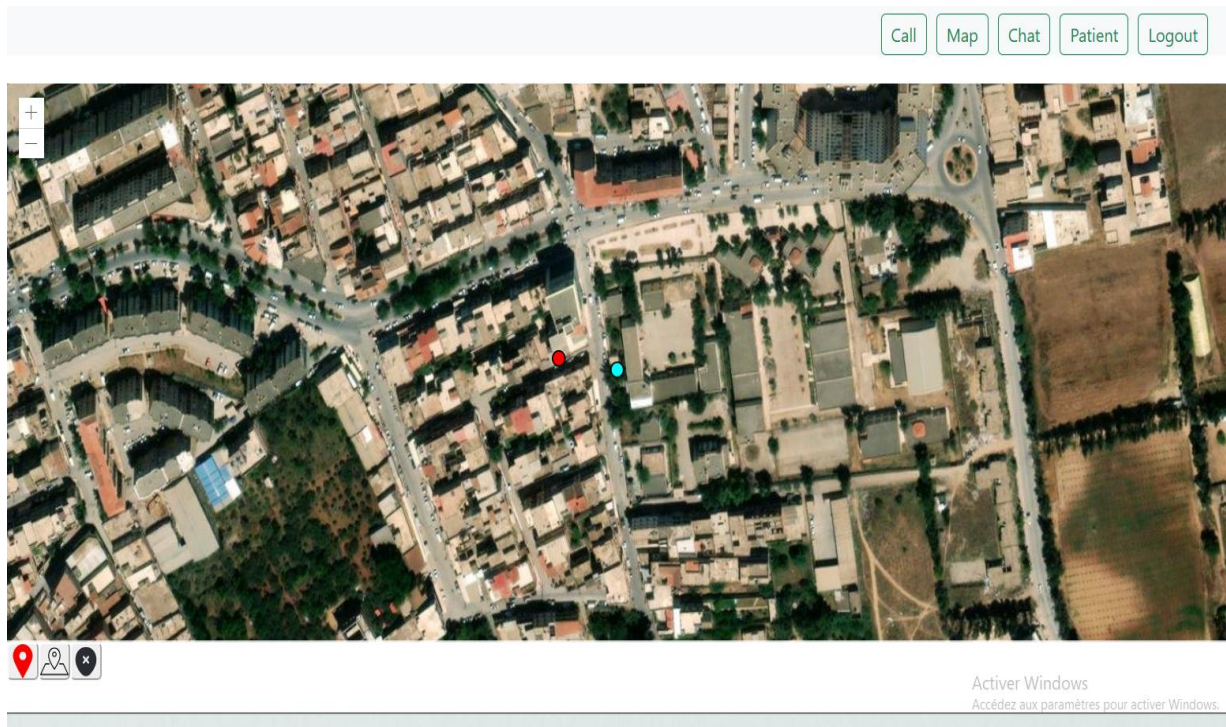 Call Map Chat Patient Logout
+
−
Activer Windows
Accédez aux paramètres pour activer Windows.